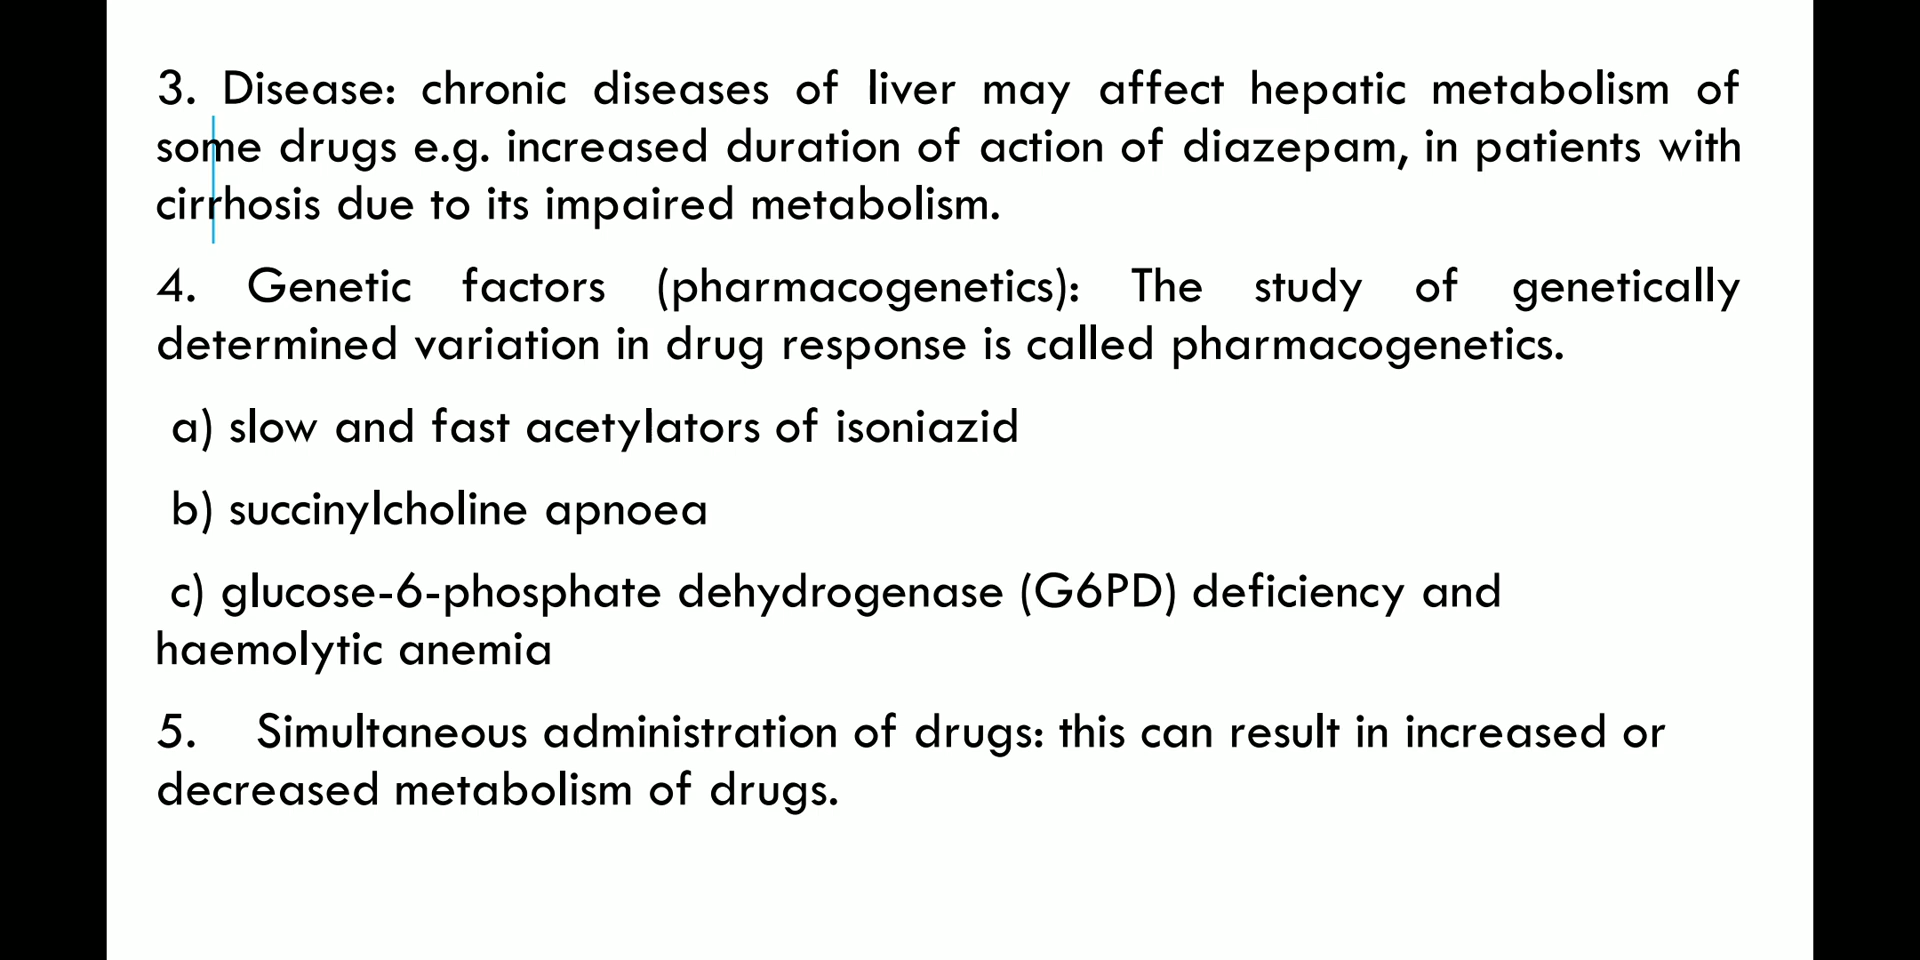 3. Disease: chronic diseases of liver may affect hepatic metabolism of
some drugs e.g. increased duration of action of diazepam, in patients with
cirrhosis due to its impaired metabolism.
4. Genetic factors (pharmacogenetics): The study of genetically
determined variation in drug response is called pharmacogenetics.
a) slow and fast acetylators of isoniazid
b) succinylcholine apnoea
c) glucose-6-phosphate dehydrogenase (G6PD) deficiency and
haemolytic anemia
5. Simultaneous administration of drugs: this can result in increased or
decreased metabolism of drugs.